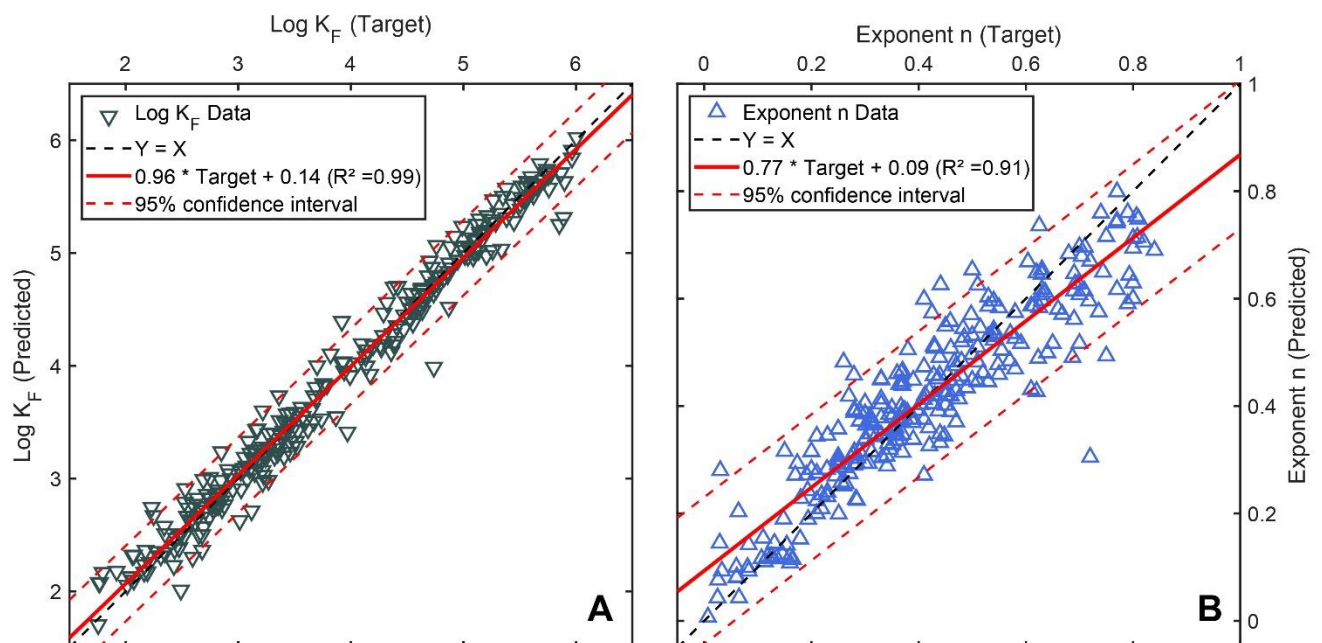 Log K_F (Target)
2 3 4 5 6
Log K_F Data
Y = X
0.96 * Target + 0.14 (R² =0.99)
95% confidence interval
6
5
4
3
2
Log K_F (Predicted)
A
Exponent n (Target)
0 0.2 0.4 0.6 0.8 1
Exponent n Data
Y = X
0.77 * Target + 0.09 (R² =0.91)
95% confidence interval
1
0.8
0.6
0.4
0.2
0
Exponent n (Predicted)
B